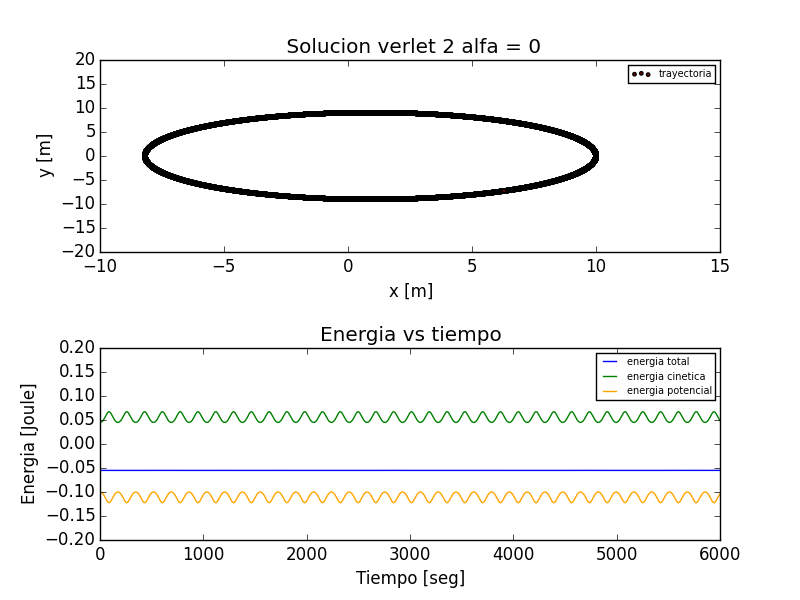 Solucion verlet 2 alfa = 0
20
15
10
5
0
−5
−10
−15
−20
y [m]
trayectoria
−10 −5 0 5 10 15
x [m]
Energia vs tiempo
0.20
0.15
0.10
0.05
0.00
−0.05
−0.10
−0.15
−0.20
Energia [Joule]
energia total
energia cinetica
energia potencial
0 1000 2000 3000 4000 5000 6000
Tiempo [seg]